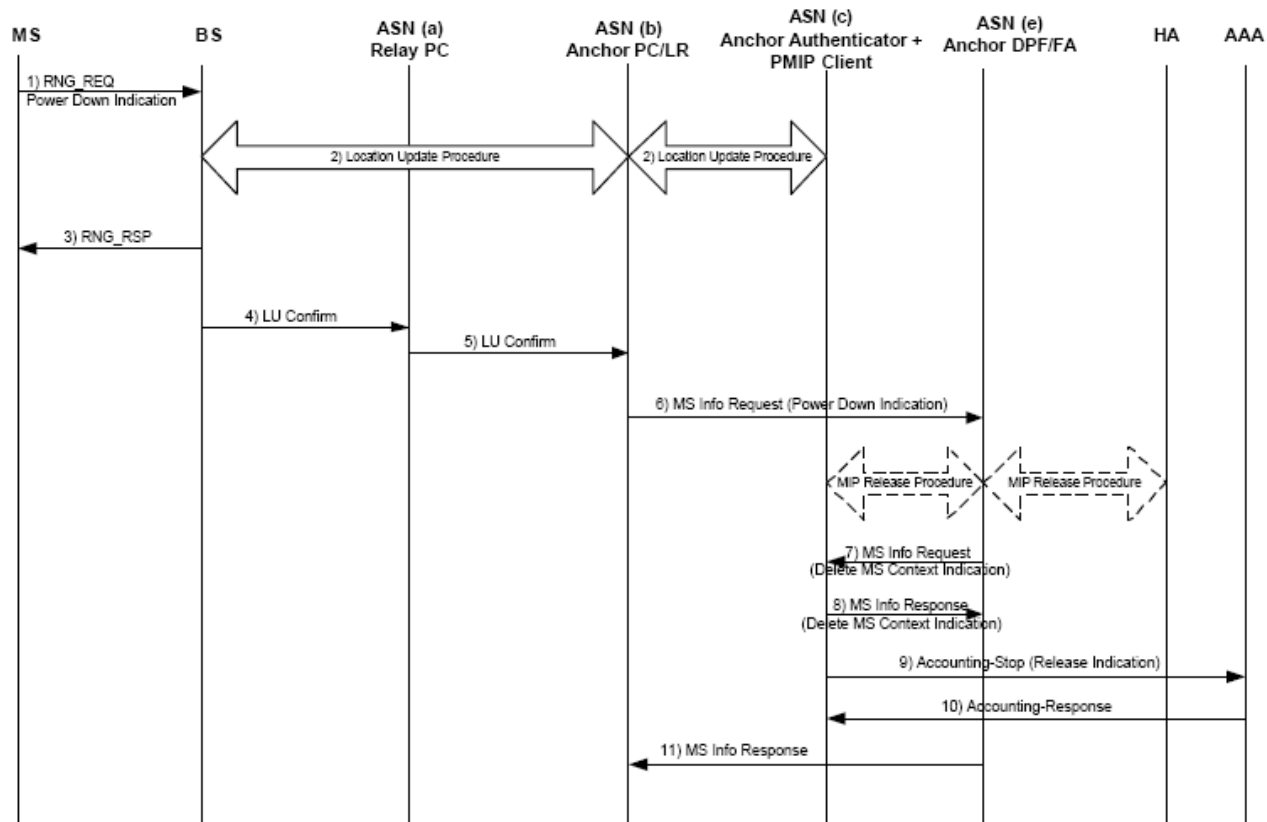 MS
BS
ASN (a)
Relay PC
ASN (b)
Anchor PC/LR
ASN (c)
Anchor Authenticator +
PMIP Client
ASN (e)
Anchor DPF/FA
HA
AAA
1) RNG_REQ
Power Down Indication
2) Location Update Procedure
2) Location Update Procedure
3) RNG_RSP
4) LU Confirm
5) LU Confirm
6) MS Info Request (Power Down Indication)
MIP Release Procedure
MIP Release Procedure
7) MS Info Request
(Delete MS Context Indication)
8) MS Info Response
(Delete MS Context Indication)
9) Accounting-Stop (Release Indication)
10) Accounting-Response
11) MS Info Response